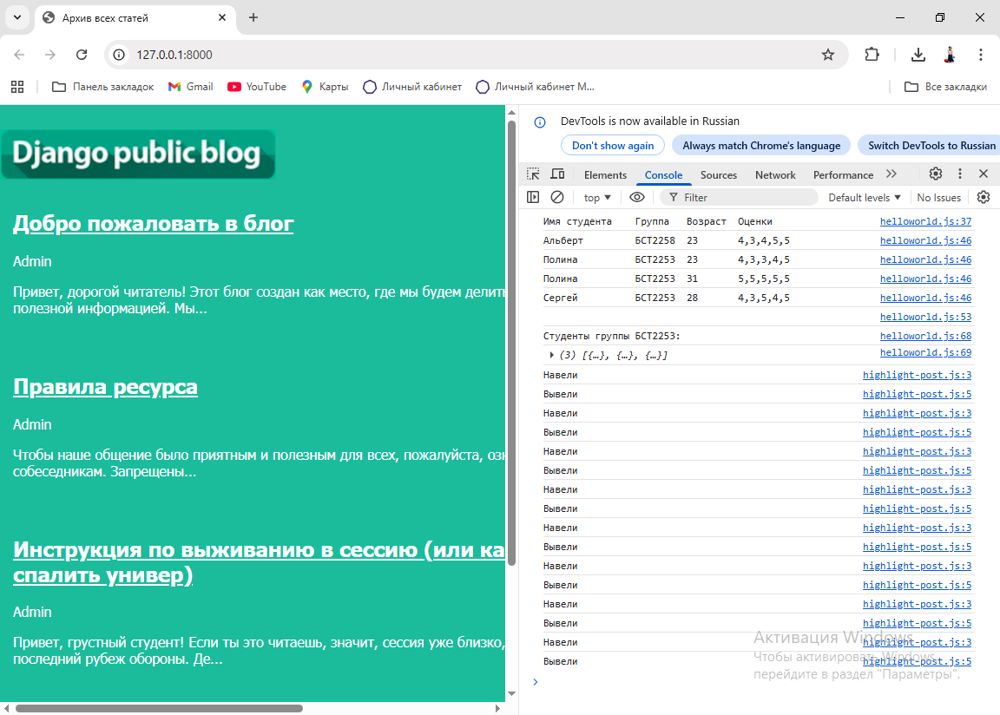 Архив всех статей
127.0.0.1:8000
Панель закладок
Gmail
YouTube
Карты
Личный кабинет
Личный кабинет М...
Все закладки
Django public blog
Добро пожаловать в блог
Admin
Привет, дорогой читатель! Этот блог создан как место, где мы будем делить
полезной информацией. Мы...
Правила ресурса
Admin
Чтобы наше общение было приятным и полезным для всех, пожалуйста, озн
собеседникам. Запрещены...
Инструкция по выживанию в сессию (или ка
спалить универ)
Admin
Привет, грустный студент! Если ты это читаешь, значит, сессия уже близко,
последний рубеж обороны. Де...
DevTools is now available in Russian
Don't show again
Always match Chrome's language
Switch DevTools to Russian
Elements Console Sources Network Performance
top
Filter
Default levels
No Issues
Имя студента Группа Возраст Оценки helloworld.js:37
Альберт БСТ2258 23 4,3,4,5,5 helloworld.js:46
Полина БСТ2253 23 4,3,3,4,5 helloworld.js:46
Полина БСТ2253 31 5,5,5,5,5 helloworld.js:46
Сергей БСТ2253 28 4,3,5,4,5 helloworld.js:46
helloworld.js:53
Студенты группы БСТ2253: helloworld.js:68
(3) [{…}, {…}, {…}] helloworld.js:69
Навели highlight-post.js:3
Вывели highlight-post.js:5
Навели highlight-post.js:3
Вывели highlight-post.js:5
Навели highlight-post.js:3
Вывели highlight-post.js:5
Навели highlight-post.js:3
Вывели highlight-post.js:5
Навели highlight-post.js:3
Вывели highlight-post.js:5
Навели highlight-post.js:3
Вывели highlight-post.js:5
Навели highlight-post.js:3
Вывели highlight-post.js:5
Навели highlight-post.js:3
Вывели highlight-post.js:5
Активация Windows
Чтобы активировать Windows,
перейдите в раздел "Параметры".